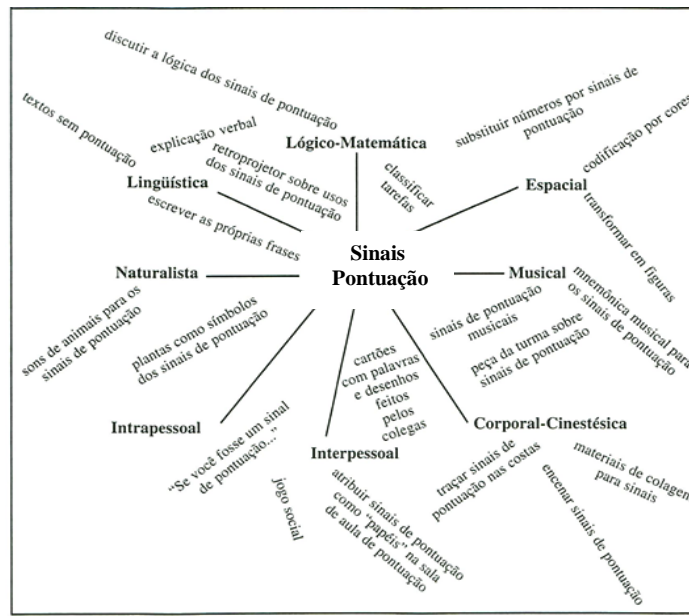 discutir a lógica dos sinais de pontuação
textos sem pontuação
explicação verbal
retroprojetor sobre usos
dos sinais de pontuação
Lingüística
escrever as próprias frases
Lógico-Matemática
classificar
tarefas
substituir números por sinais de
pontuação
codificação por cores
Espacial
transformar em figuras
Sinais
Pontuação
Naturalista
sons de animais para os
sinais de pontuação
plantas como símbolos
dos sinais de pontuação
Musical
sinais de pontuação
musicais
mnemônica musical para
os sinais de pontuação
peça da turma sobre
sinais de pontuação
Intrapessoal
"Se você fosse um sinal
de pontuação..."
jogo social
cartões
com palavras
e desenhos
feitos
pelos
colegas
Interpessoal
atribuir sinais de pontuação
como "papéis" na sala
de aula de pontuação
Corporal-Cinestésica
traçar sinais de
pontuação nas costas
materiais de colagem
para sinais
encenar sinais de pontuação